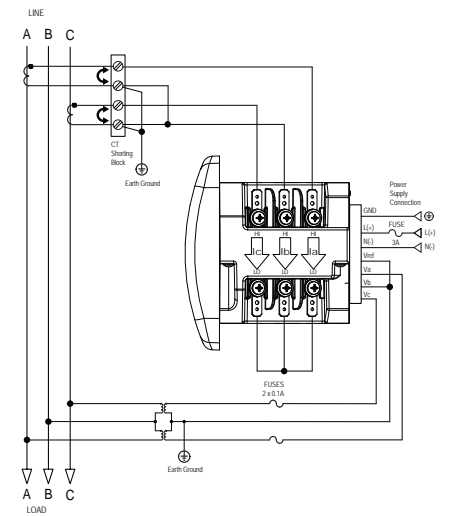 LINE
A B C
CT
Shorting
Block
Earth Ground
Power
Supply
Connection
GND
L(+)
FUSE
L(+)
N(-)
3A
N(-)
Vref
Va
Vb
Vc
HI HI HI
Ic Ib Ia
LO LO LO
FUSES
2 x 0.1A
Earth Ground
A B C
LOAD